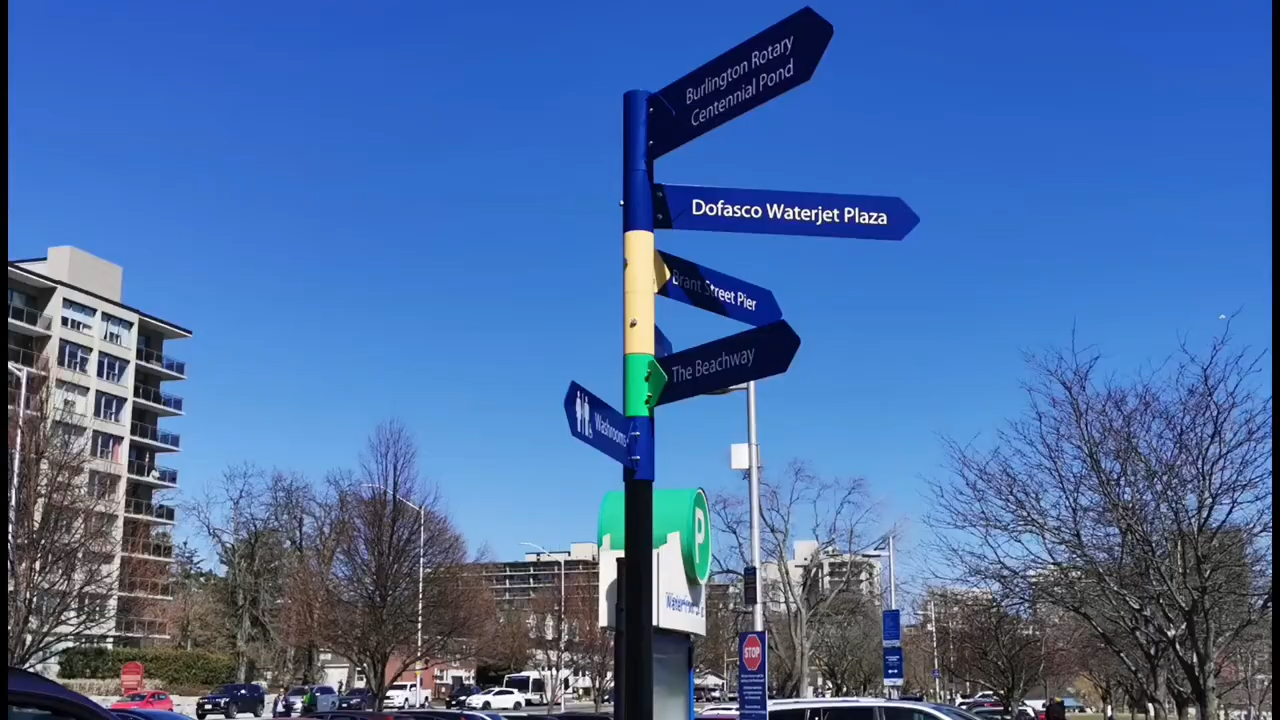 Burlington Rotary
Centennial Pond
Dofasco Waterjet Plaza
Brant Street Pier
The Beachway
Washrooms
P
STOP